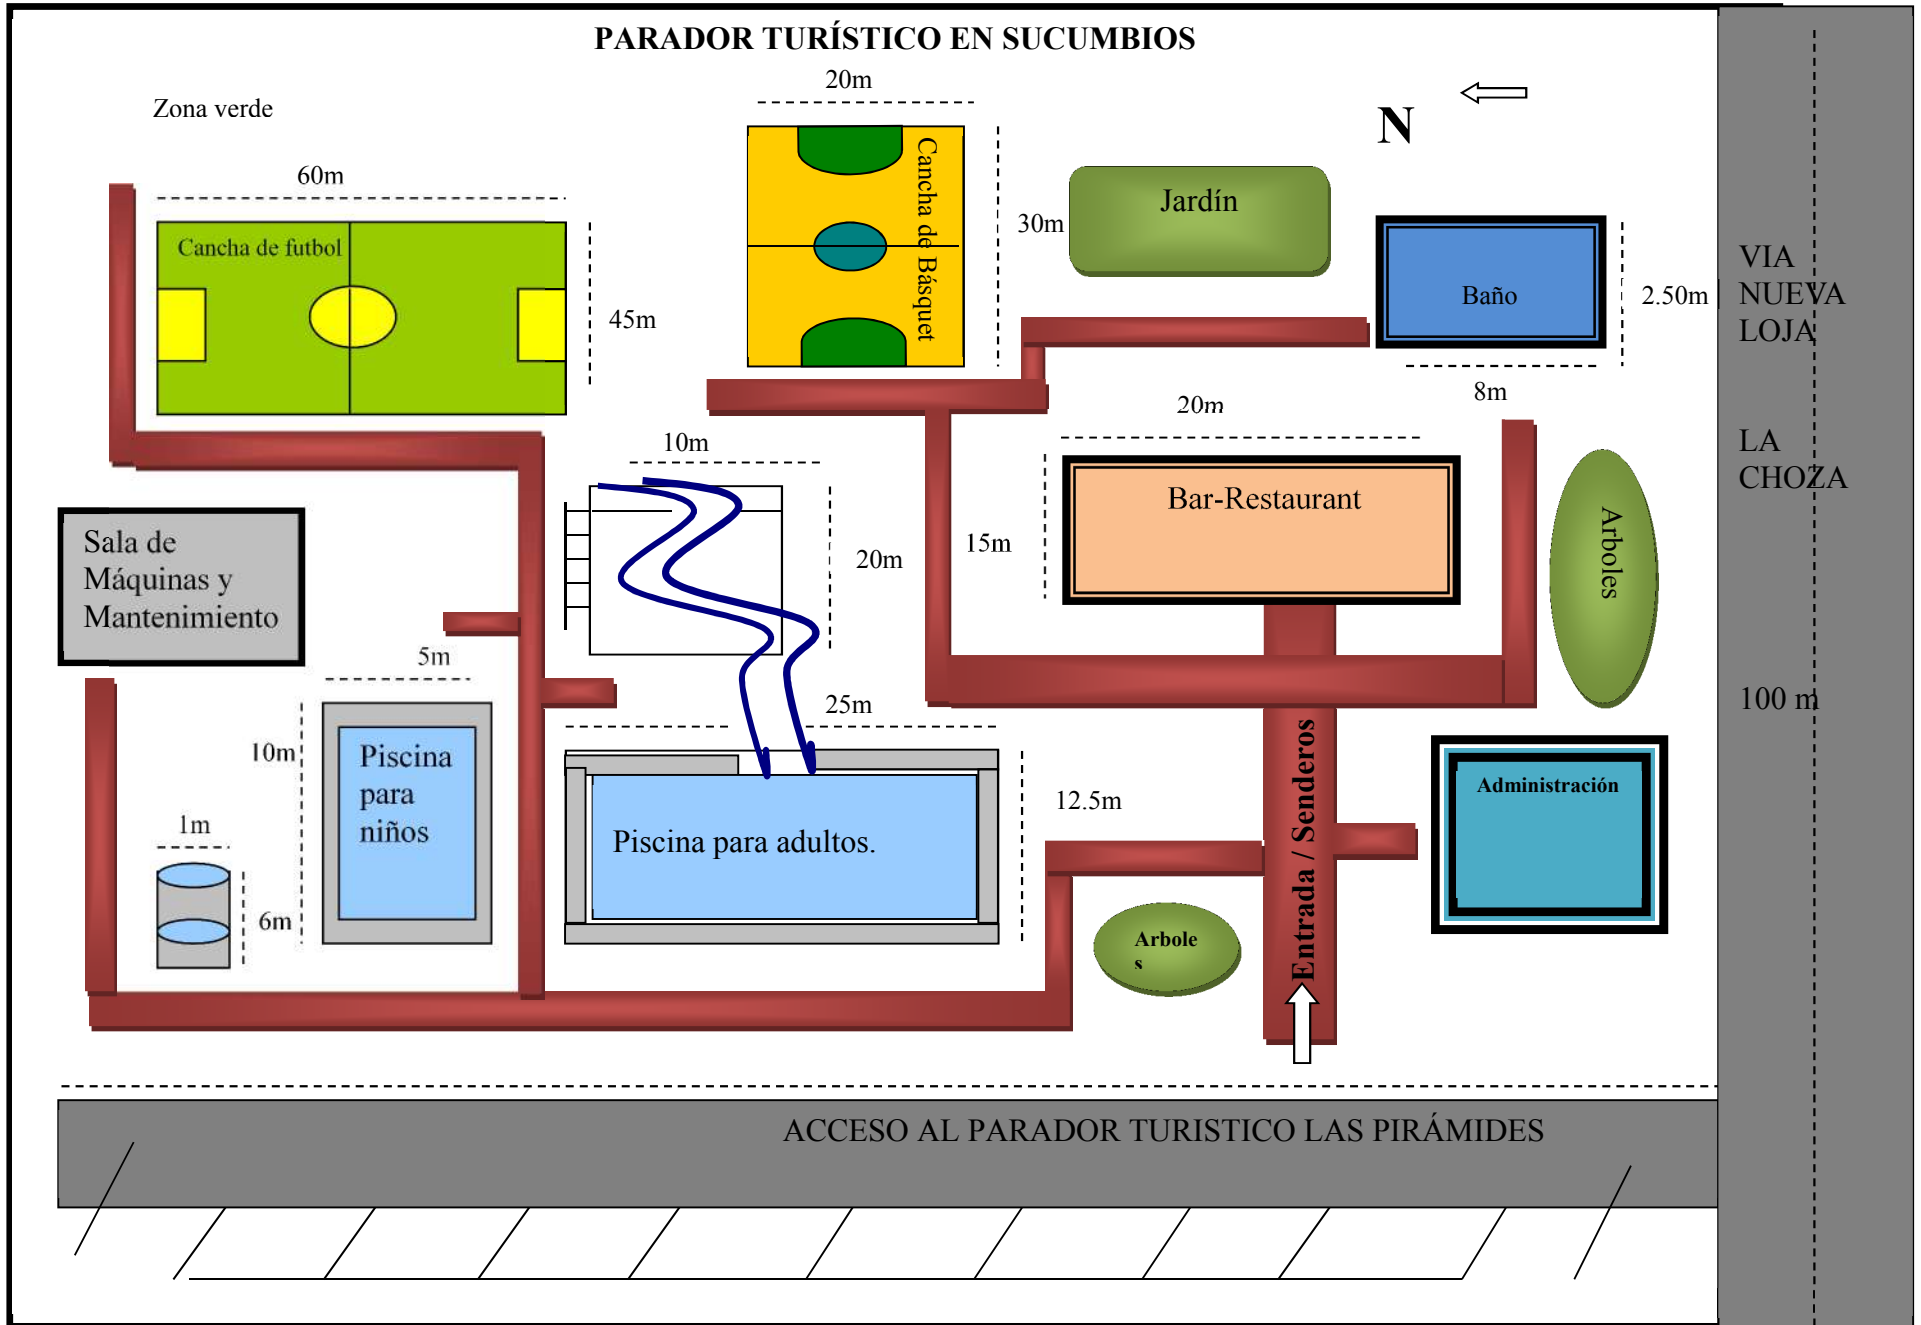 PARADOR TURÍSTICO EN SUCUMBIOS
20m
Zona verde
N
60m
Cancha de futbol
45m
Cancha de Básquet
30m
Jardín
Baño
2.50m
8m
VIA
NUEVA
LOJA
LA
CHOZA
100 m
10m
20m
20m
15m
Bar-Restaurant
Arboles
Sala de
Máquinas y
Mantenimiento
5m
10m
Piscina
para
niños
1m
6m
25m
12.5m
Piscina para adultos.
Entrada / Senderos
Administración
Arbole
s
ACCESO AL PARADOR TURISTICO LAS PIRÁMIDES